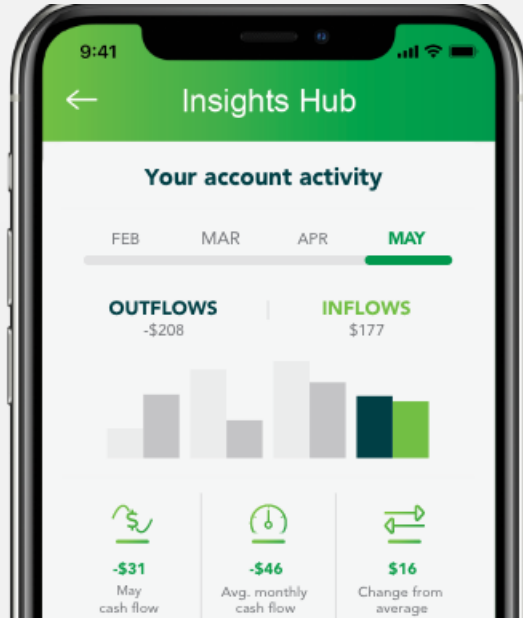 9:41
Insights Hub
Your account activity
FEB MAR APR MAY
OUTFLOWS INFLOWS
-$208 $177
-$31 -$46 $16
May Avg. monthly Change from
cash flow cash flow average